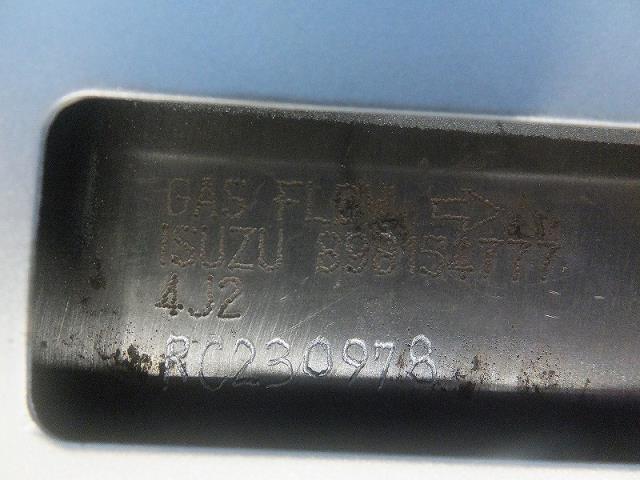 GAS FLOW ⇨
ISUZU 898154777
4J2
RC230978